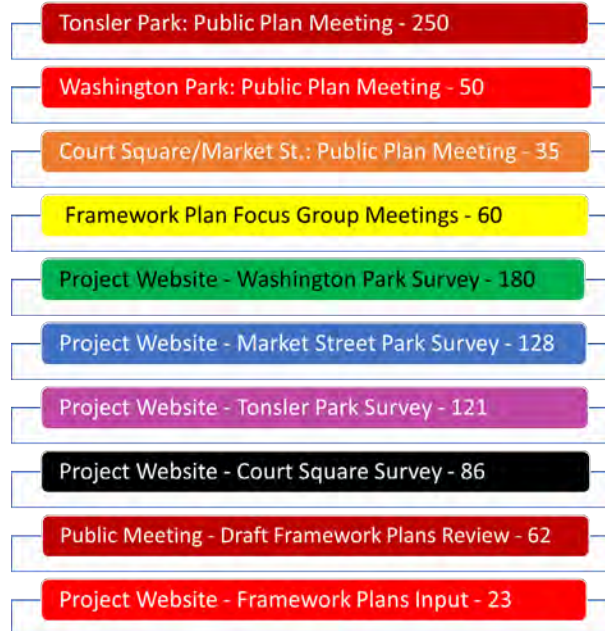 Tonsler Park: Public Plan Meeting - 250
Washington Park: Public Plan Meeting - 50
Court Square/Market St.: Public Plan Meeting - 35
Framework Plan Focus Group Meetings - 60
Project Website - Washington Park Survey - 180
Project Website - Market Street Park Survey - 128
Project Website - Tonsler Park Survey - 121
Project Website - Court Square Survey - 86
Public Meeting - Draft Framework Plans Review - 62
Project Website - Framework Plans Input - 23